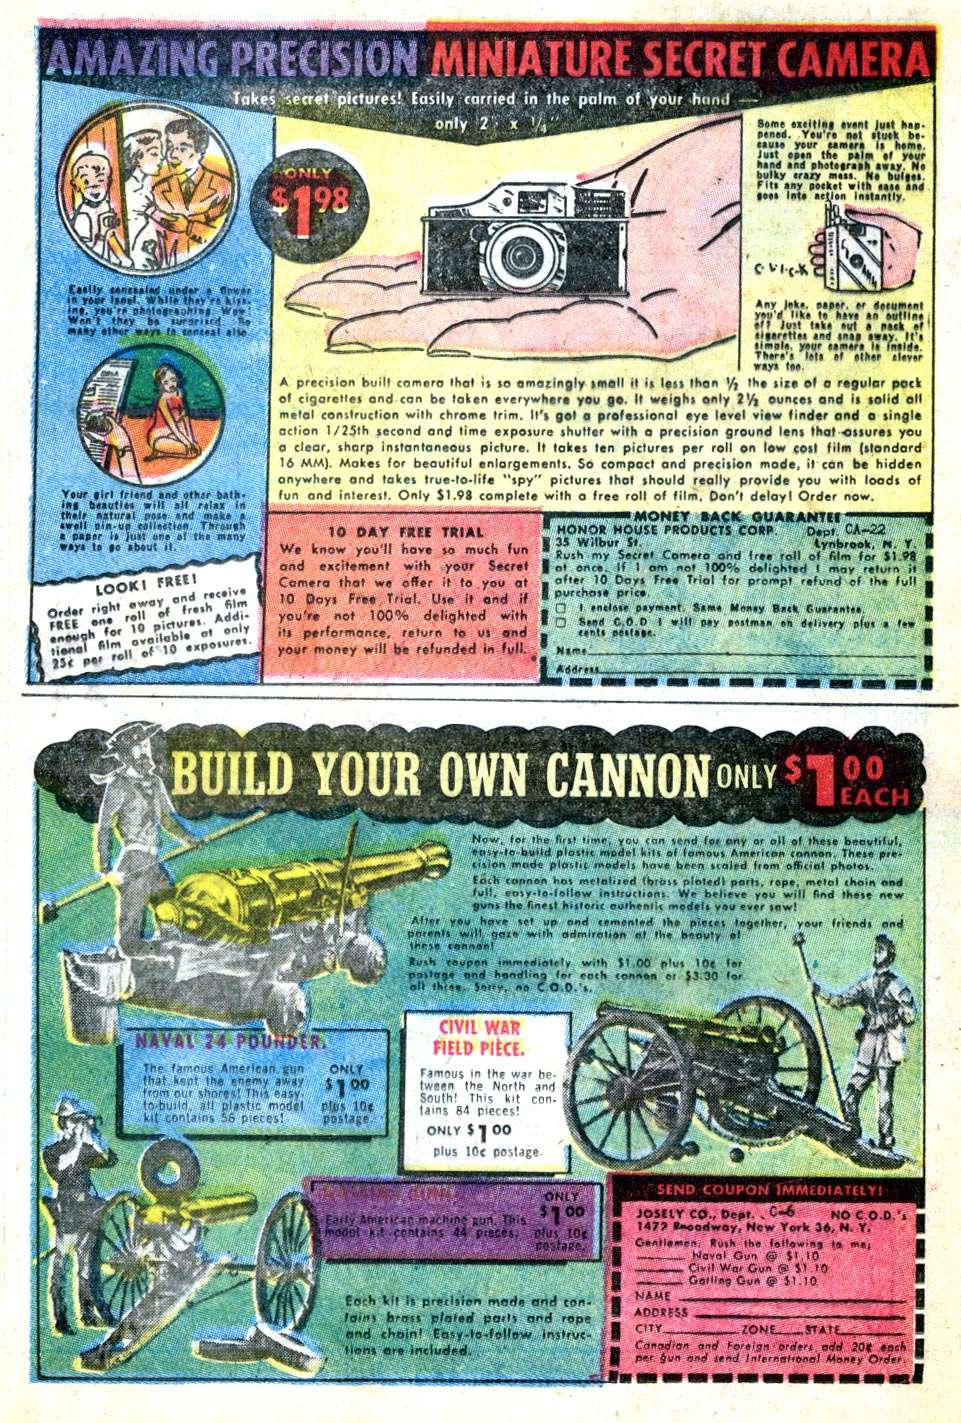 AMAZING PRECISION MINIATURE SECRET CAMERA
Takes secret pictures! Easily carried in the palm of your hand —
only 2" x ¼"
ONLY
$1.98
Easily concealed under a flower
in your lapel. While they're kiss-
ing, you're photographing. Wow!
Won't they be surprised. So
many other ways to conceal also.
Your girl friend and other bath-
ing beauties will all relax in
their natural pose and make a
swell pin-up collection. Through
a paper is just one of the many
ways to go about it.
LOOK! FREE!
Order right away and receive
FREE one roll of fresh film
enough for 10 pictures. Addi-
tional film available at only
25¢ per roll of 10 exposures.
Some exciting event just hap-
pened. You're not stuck be-
cause your camera is home.
Just open the palm of your
hand and photograph away. No
bulky crazy mess. No bulges.
Fits any pocket with ease and
goes into action instantly.
C-V-I-C-K
Any joke, paper, or document
you'd like to have an outline
of? Just take out a pack of
cigarettes and snap away. It's
simple, your camera is inside.
There's lots of other clever
ways too.
A precision built camera that is so amazingly small it is less than ½ the size of a regular pack
of cigarettes and can be taken everywhere you go. It weighs only 2½ ounces and is solid all
metal construction with chrome trim. It's got a professional eye level view finder and a single
action 1/25th second and time exposure shutter with a precision ground lens that assures you
a clear, sharp instantaneous picture. It takes ten pictures per roll on low cost film (standard
16 MM). Makes for beautiful enlargements. So compact and precision made, it can be hidden
anywhere and takes true-to-life "spy" pictures that should really provide you with loads of
fun and interest. Only $1.98 complete with a free roll of film. Don't delay! Order now.
10 DAY FREE TRIAL
We know you'll have so much fun
and excitement with your Secret
Camera that we offer it to you at
10 Days Free Trial. Use it and if
you're not 100% delighted with
its performance, return to us and
your money will be refunded in full.
MONEY BACK GUARANTEE
HONOR HOUSE PRODUCTS CORP. Dept. CA-22
35 Wilbur St. Lynbrook, N. Y.
Rush my Secret Camera and free roll of film for $1.98
at once. If I am not 100% delighted I may return it
after 10 Days Free Trial for prompt refund of the full
purchase price.
☐ I enclose payment. Same Money Back Guarantee.
☐ Send C.O.D I will pay postman on delivery plus a few
cents postage.
Name
Address
BUILD YOUR OWN CANNON ONLY $1.00 EACH
Now, for the first time, you can send for any or all of these beautiful,
easy-to-build plastic model kits of famous American cannon. These pre-
cision made plastic models have been scaled from official photos.
Each cannon has metalized (brass plated) parts, rope, metal chain and
full, easy-to-follow instructions. We believe you will find these new
guns the finest historic authentic models you ever saw!
After you have set up and cemented the pieces together, your friends and
parents will gaze with admiration at the beauty of
these cannon!
Rush coupon immediately with $1.00 plus 10¢ for
postage and handling for each cannon or $3.30 for
all three. Sorry, no C.O.D.'s.
NAVAL 24 POUNDER.
The famous American gun
that kept the enemy away
from our shores! This easy-
to-build, all plastic model
kit contains 56 pieces!
ONLY
$1.00
plus 10¢
postage.
CIVIL WAR
FIELD PIECE.
Famous in the war be-
tween the North and
South! This kit con-
tains 84 pieces!
ONLY $1.00
plus 10¢ postage.
GATLING GUN.
Early American machine gun. This
model kit contains 44 pieces.
ONLY
$1.00
plus 10¢
postage.
Each kit is precision made and con-
tains brass plated parts and rope
and chain! Easy-to-follow instruc-
tions are included.
SEND COUPON IMMEDIATELY!
JOSELY CO., Dept. C-6 NO C.O.D.'s
1472 Broadway, New York 36, N. Y.
Gentlemen, Rush the following to me;
Naval Gun @ $1.10
Civil War Gun @ $1.10
Gatling Gun @ $1.10
NAME
ADDRESS
CITY ZONE STATE
Canadian and Foreign orders add 20¢ each
per gun and send International Money Order.